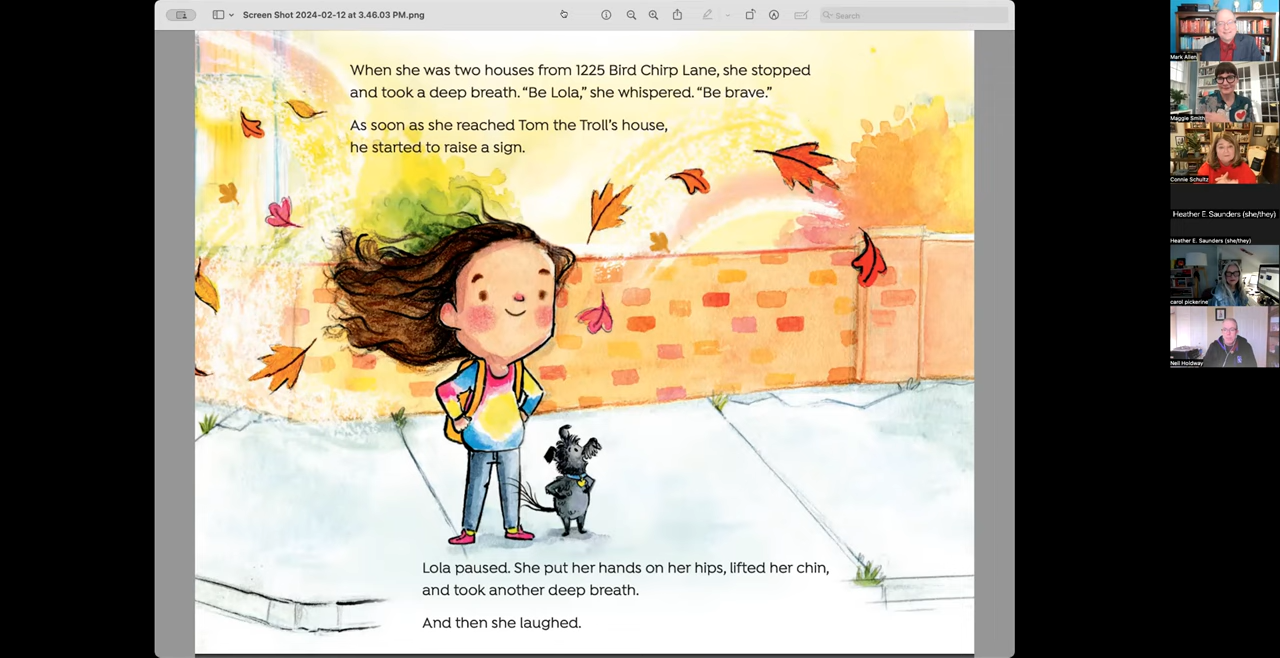 Screen Shot 2024-02-12 at 3.46.03 PM.png
Search
When she was two houses from 1225 Bird Chirp Lane, she stopped
and took a deep breath. “Be Lola,” she whispered. “Be brave.”
As soon as she reached Tom the Troll’s house,
he started to raise a sign.
Lola paused. She put her hands on her hips, lifted her chin,
and took another deep breath.
And then she laughed.
Mark Allen
Maggie Smith
Connie Schultz
Heather E. Saunders (she/they)
Heather E. Saunders (she/they)
carol pickerine
Neil Holdway